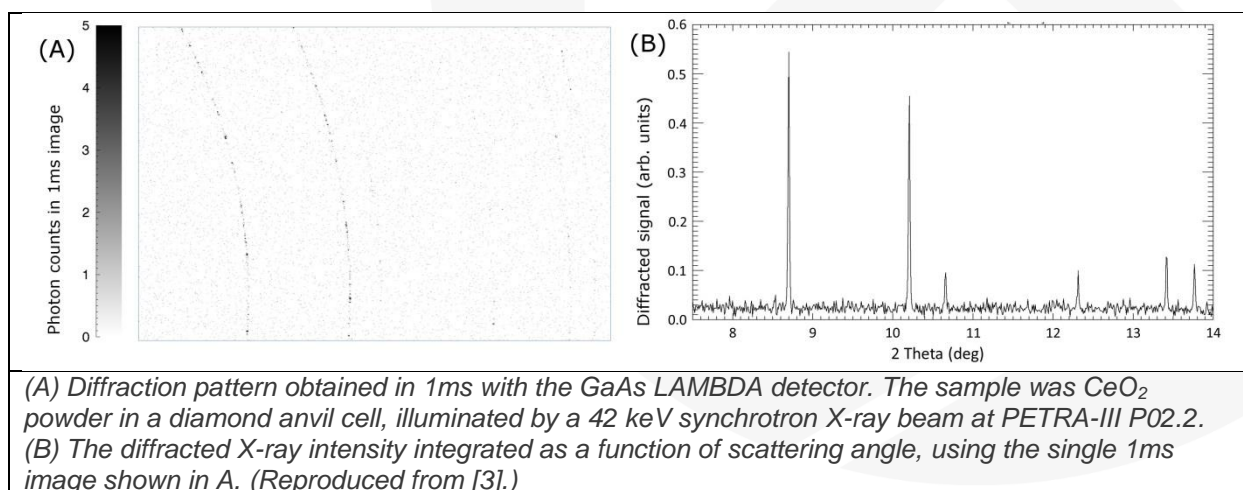 (A)
Photon counts in 1ms image
5
4
3
2
1
0
(B)
Diffracted signal (arb. units)
0.6
0.5
0.4
0.3
0.2
0.1
0.0
8 9 10 11 12 13 14
2 Theta (deg)
(A) Diffraction pattern obtained in 1ms with the GaAs LAMBDA detector. The sample was CeO₂
powder in a diamond anvil cell, illuminated by a 42 keV synchrotron X-ray beam at PETRA-III P02.2.
(B) The diffracted X-ray intensity integrated as a function of scattering angle, using the single 1ms
image shown in A. (Reproduced from [3].)